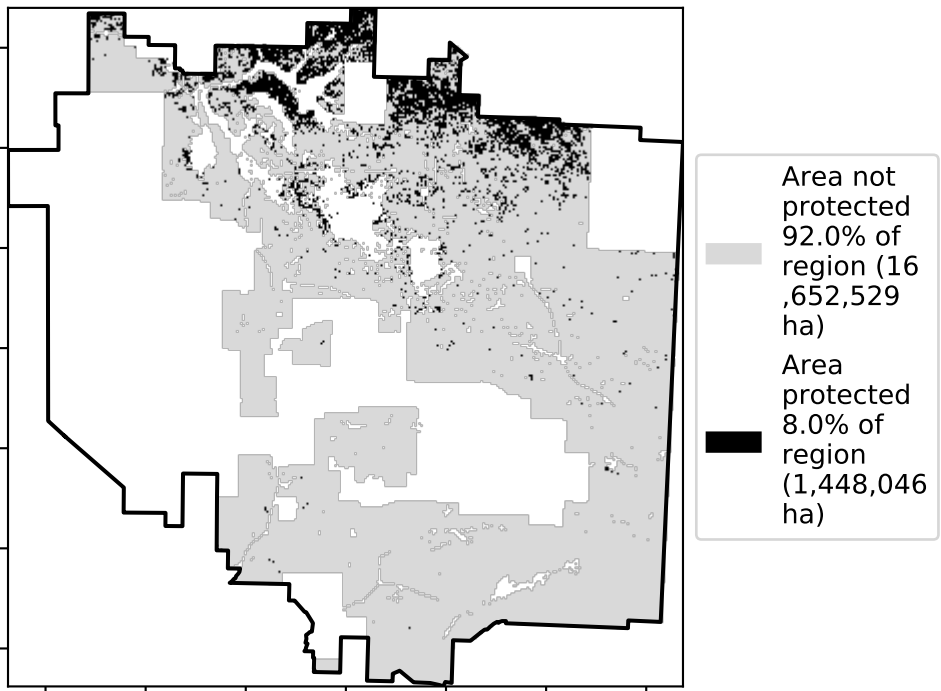 Area not
protected
92.0% of
region (16
,652,529
ha)
Area
protected
8.0% of
region
(1,448,046
ha)